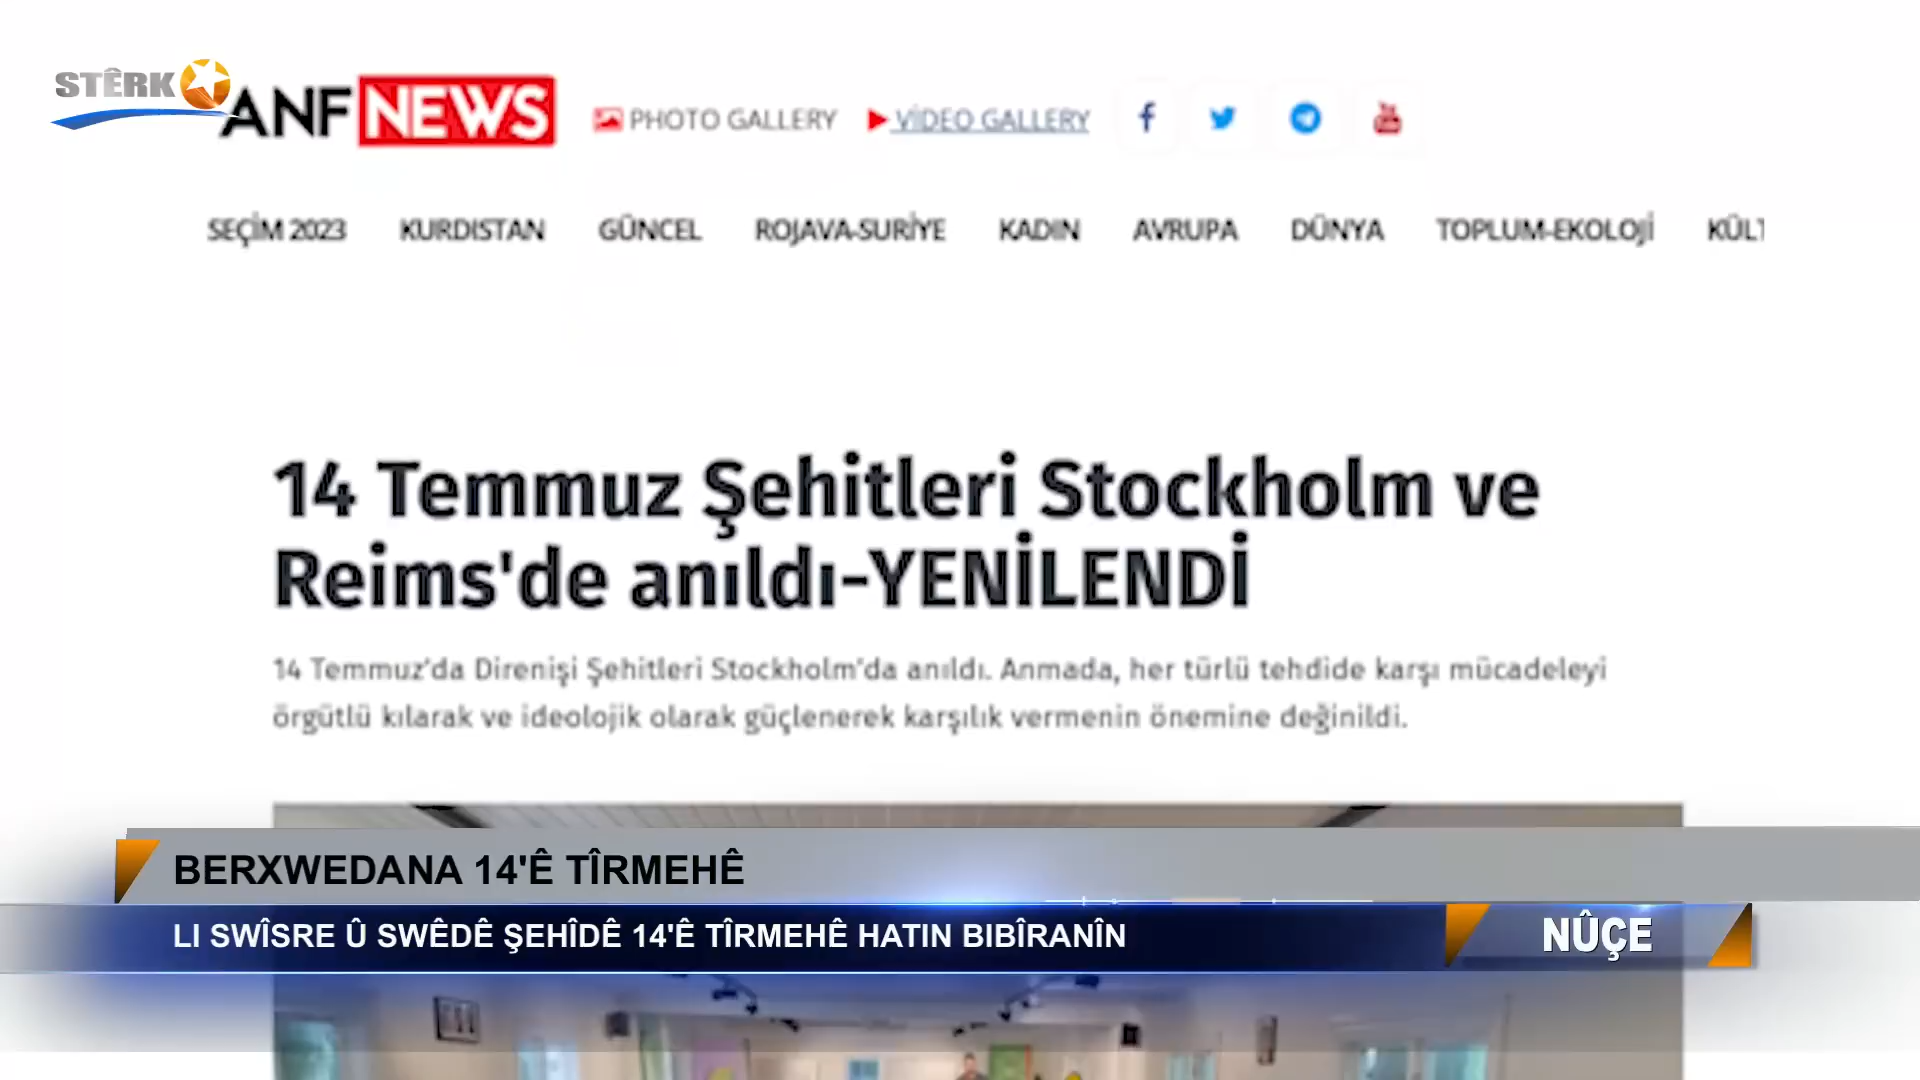 STÊRK
ANF NEWS
PHOTO GALLERY
VİDEO GALLERY
SEÇİM 2023 KURDISTAN GÜNCEL ROJAVA-SURİYE KADIN AVRUPA DÜNYA TOPLUM-EKOLOJİ KÜLT
14 Temmuz Şehitleri Stockholm ve
Reims'de anıldı-YENİLENDİ
14 Temmuz'da Direnişi Şehitleri Stockholm'da anıldı. Anmada, her türlü tehdide karşı mücadeleyi
örgütlü kılarak ve ideolojik olarak güçlenerek karşılık vermenin önemine değinildi.
BERXWEDANA 14'Ê TÎRMEHÊ
LI SWÎSRE Û SWÊDÊ ŞEHÎDÊ 14'Ê TÎRMEHÊ HATIN BIBÎRANÎN
NÛÇE